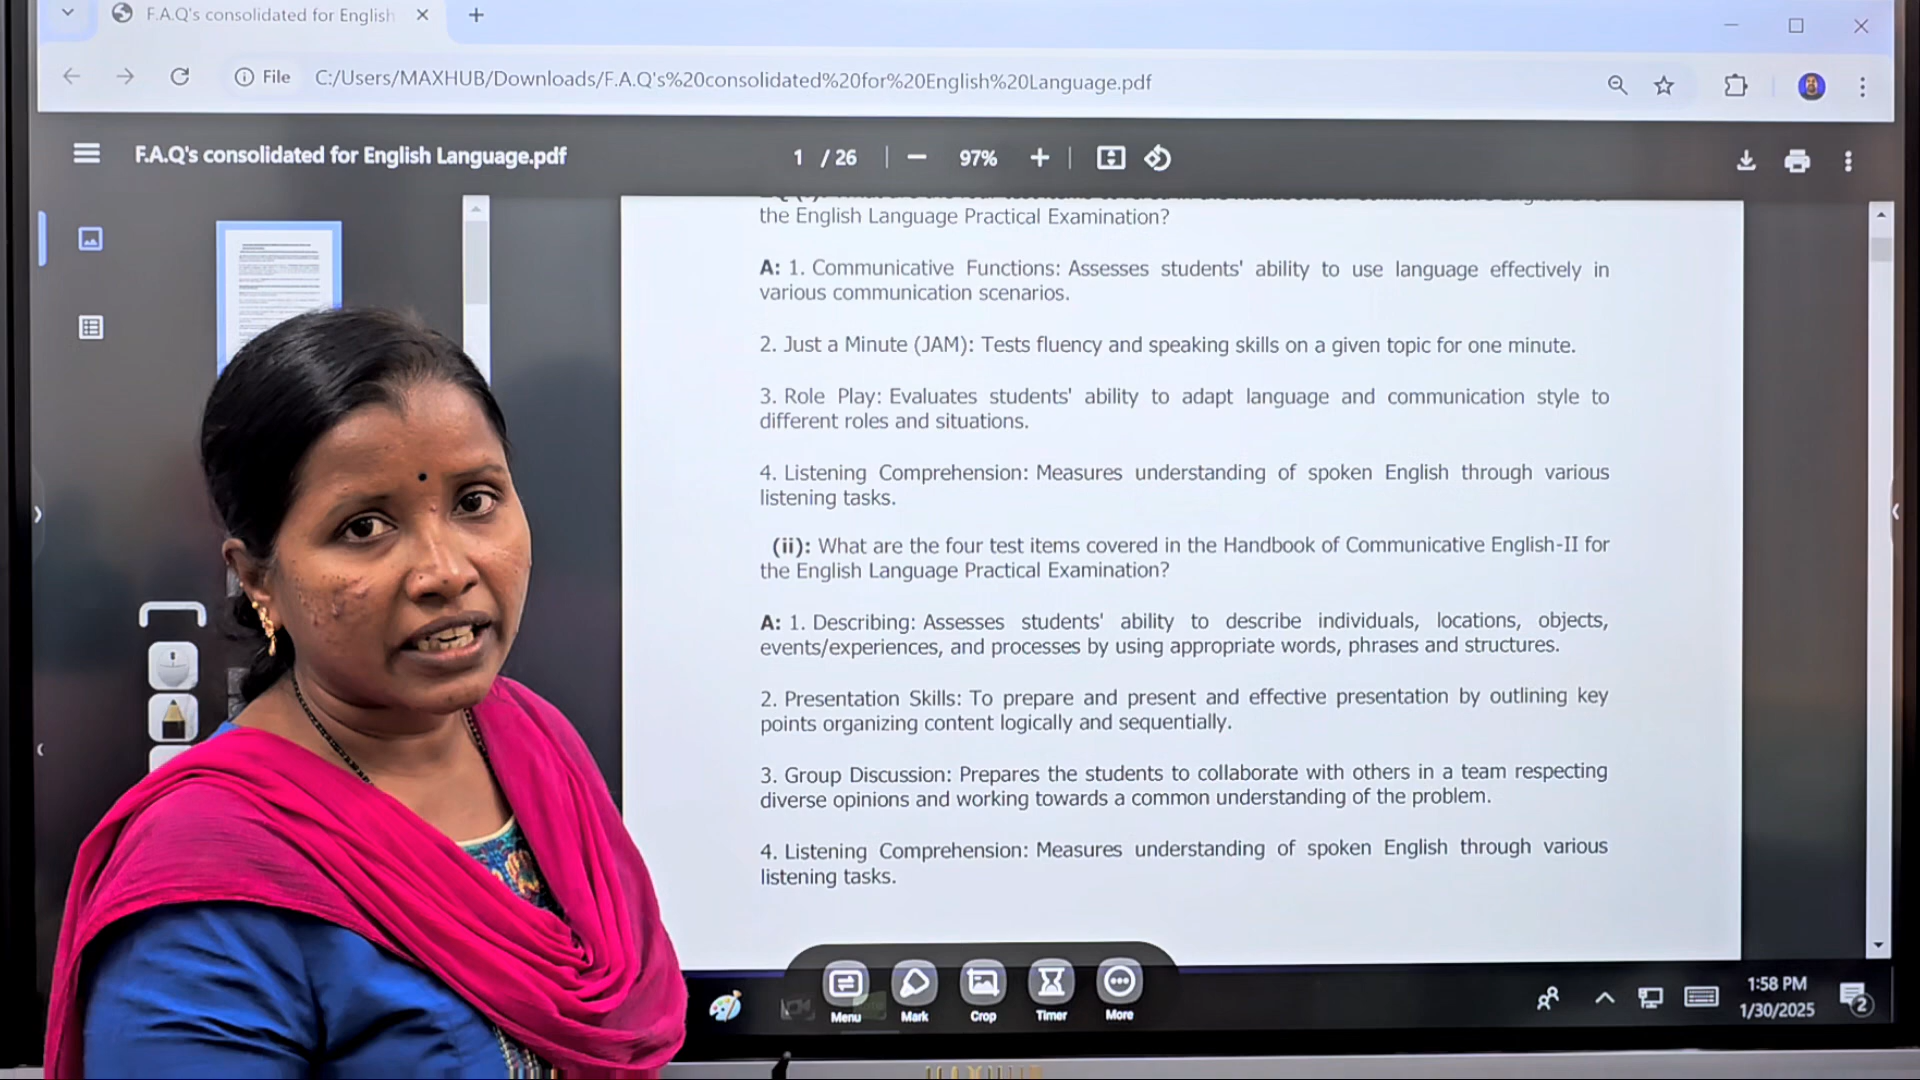 F.A.Q's consolidated for English
File C:/Users/MAXHUB/Downloads/F.A.Q's%20consolidated%20for%20English%20Language.pdf
F.A.Q's consolidated for English Language.pdf 1 / 26 97%
the English Language Practical Examination?
A: 1. Communicative Functions: Assesses students' ability to use language effectively in
various communication scenarios.
2. Just a Minute (JAM): Tests fluency and speaking skills on a given topic for one minute.
3. Role Play: Evaluates students' ability to adapt language and communication style to
different roles and situations.
4. Listening Comprehension: Measures understanding of spoken English through various
listening tasks.
(ii): What are the four test items covered in the Handbook of Communicative English-II for
the English Language Practical Examination?
A: 1. Describing: Assesses students' ability to describe individuals, locations, objects,
events/experiences, and processes by using appropriate words, phrases and structures.
2. Presentation Skills: To prepare and present and effective presentation by outlining key
points organizing content logically and sequentially.
3. Group Discussion: Prepares the students to collaborate with others in a team respecting
diverse opinions and working towards a common understanding of the problem.
4. Listening Comprehension: Measures understanding of spoken English through various
listening tasks.
Menu Mark Crop Timer More
1:58 PM
1/30/2025
2